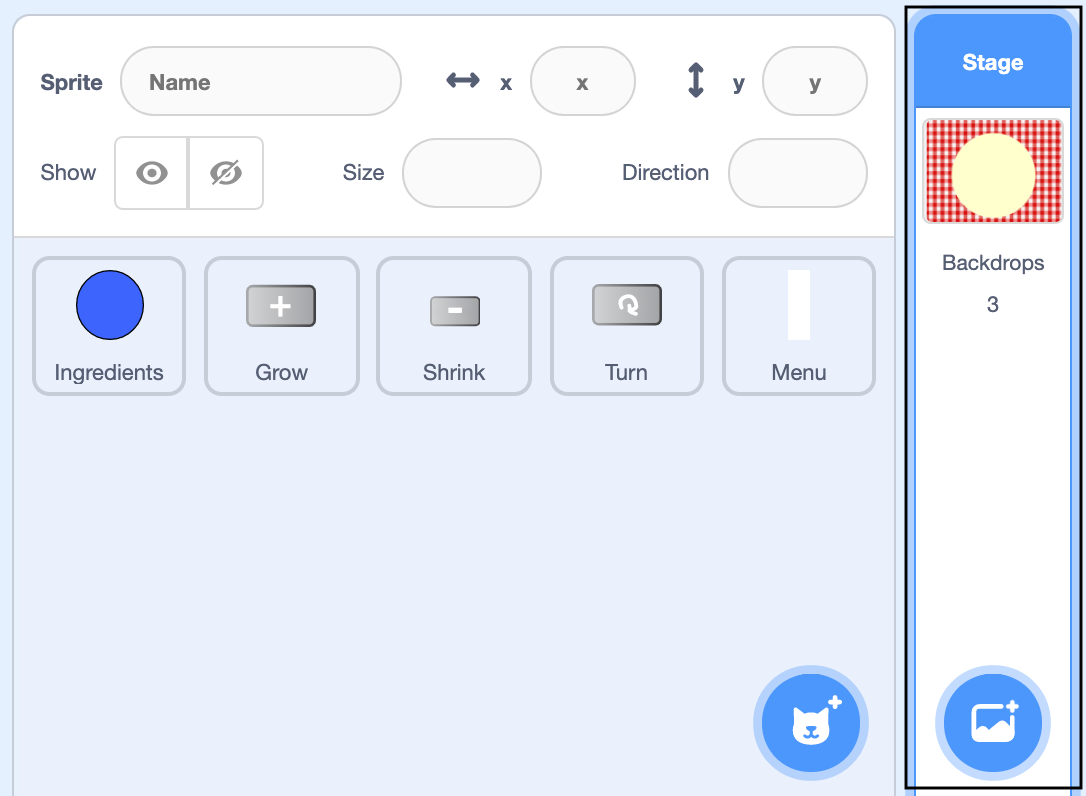 Sprite Name x x y y
Show Size Direction
Ingredients Grow Shrink Turn Menu
Stage
Backdrops
3